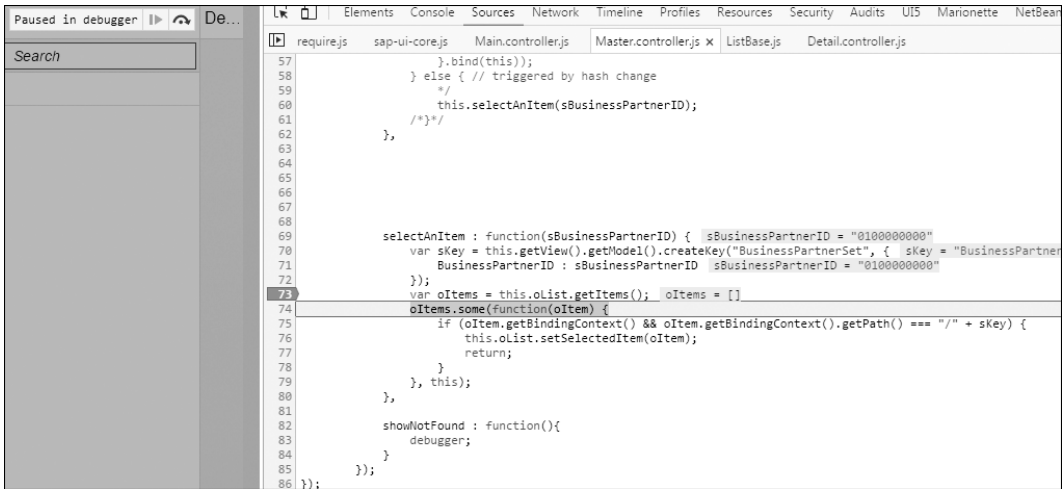 Paused in debugger
De...
Search
Elements Console Sources Network Timeline Profiles Resources Security Audits UI5 Marionette NetBean
require.js sap-ui-core.js Main.controller.js Master.controller.js × ListBase.js Detail.controller.js
57 }.bind(this));
58 } else { // triggered by hash change
59 */
60 this.selectAnItem(sBusinessPartnerID);
61 /*}*/
62 },
63
64
65
66
67
68
69 selectAnItem : function(sBusinessPartnerID) { sBusinessPartnerID = "0100000000"
70 var sKey = this.getView().getModel().createKey("BusinessPartnerSet", { sKey = "BusinessPartner
71 BusinessPartnerID : sBusinessPartnerID sBusinessPartnerID = "0100000000"
72 });
73 var oItems = this.oList.getItems(); oItems = []
74 oItems.some(function(oItem) {
75 if (oItem.getBindingContext() && oItem.getBindingContext().getPath() === "/" + sKey) {
76 this.oList.setSelectedItem(oItem);
77 return;
78 }
79 }, this);
80 },
81
82 showNotFound : function(){
83 debugger;
84 }
85 });
86 });